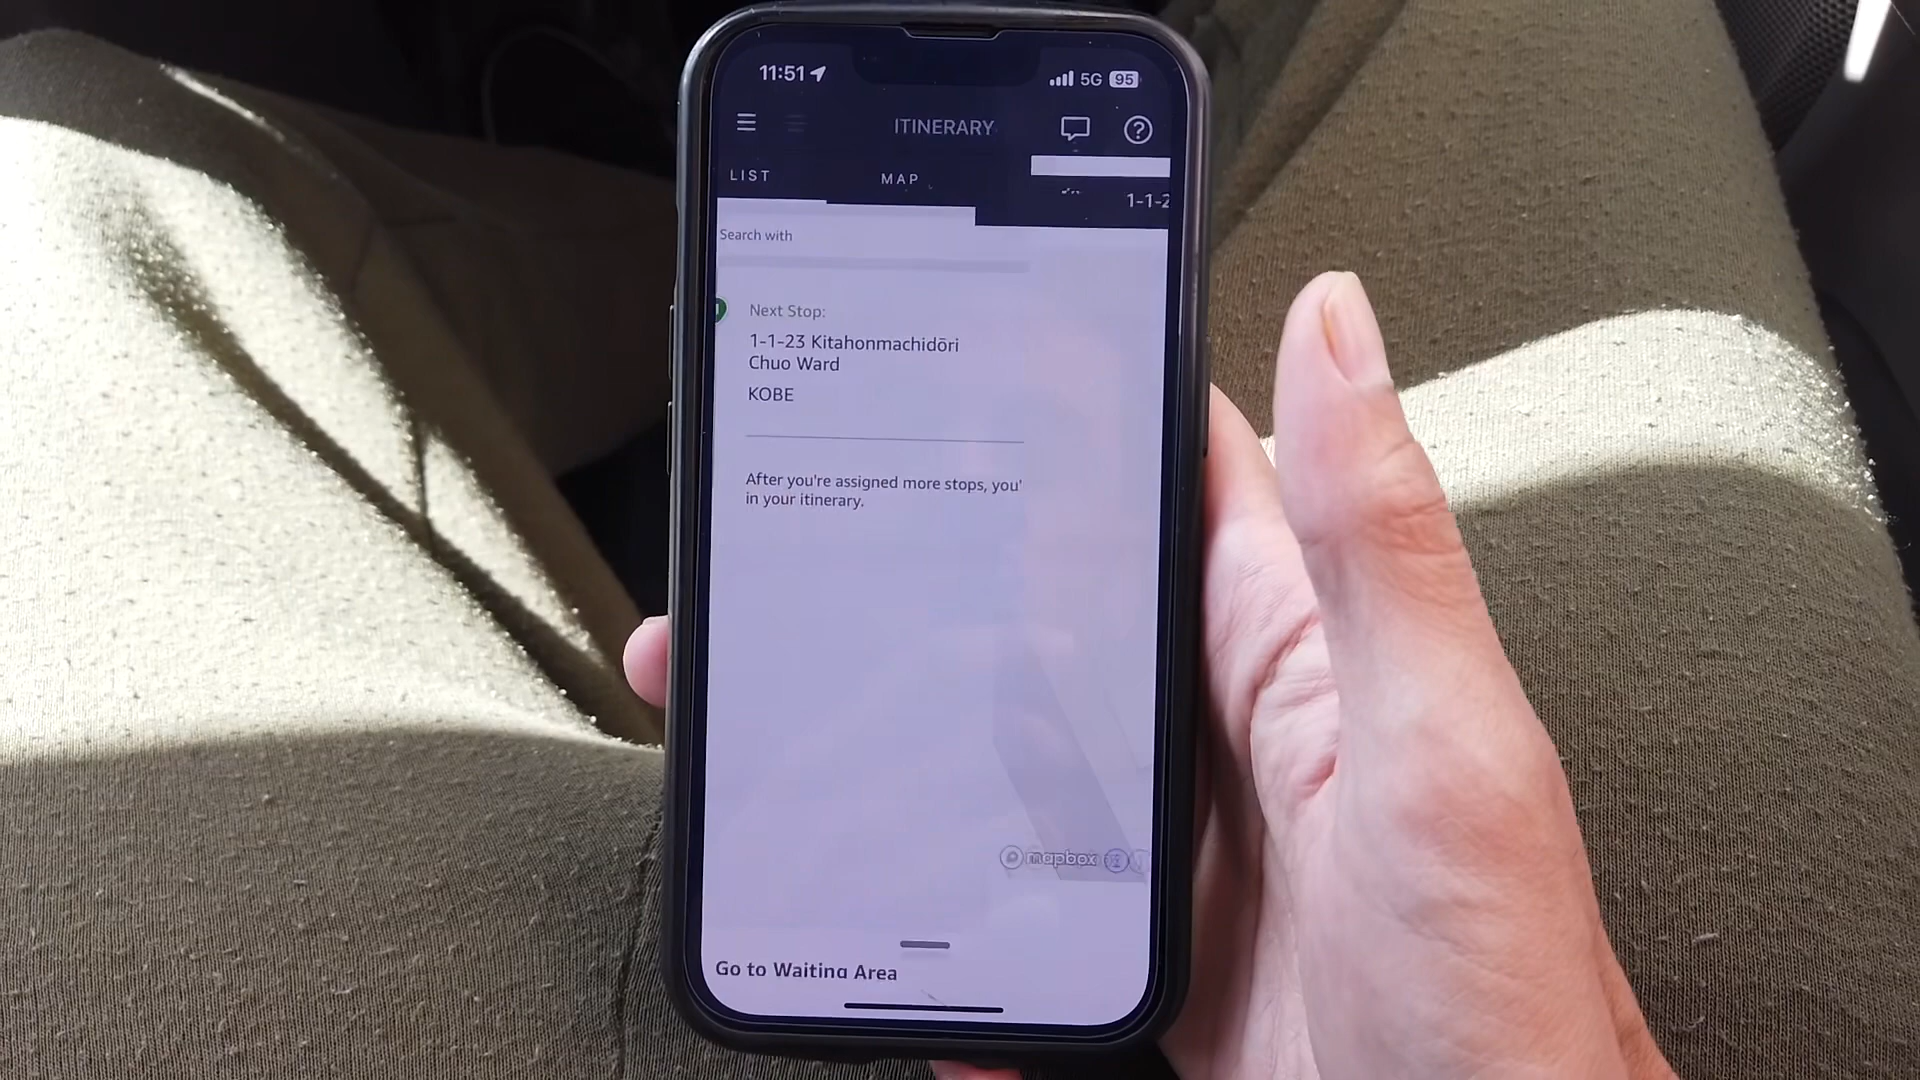 11:51
5G 95
ITINERARY
LIST
MAP
1-1-2
Search with
Next Stop:
1-1-23 Kitahonmachidōri
Chuo Ward
KOBE
After you're assigned more stops, you'
in your itinerary.
mapbox
Go to Waiting Area